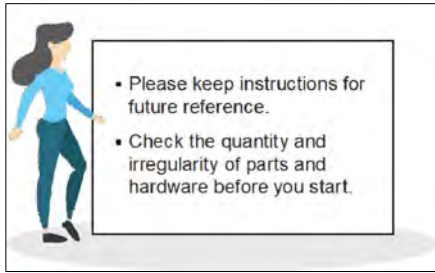 ▪ Please keep instructions for
future reference.
▪ Check the quantity and
irregularity of parts and
hardware before you start.